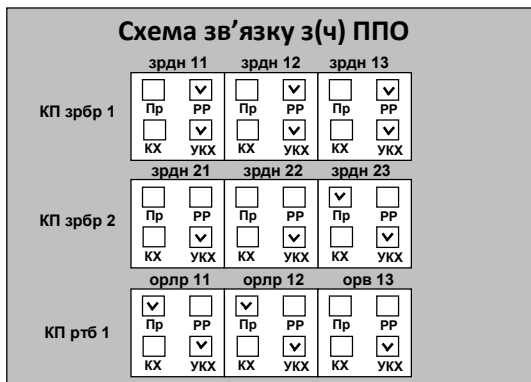 Схема зв’язку з(ч) ППО
зрдн 11 зрдн 12 зрдн 13
КП зрбр 1
Пр РР Пр РР Пр РР
КХ УКХ КХ УКХ КХ УКХ
зрдн 21 зрдн 22 зрдн 23
КП зрбр 2
Пр РР Пр РР Пр РР
КХ УКХ КХ УКХ КХ УКХ
орлр 11 орлр 12 орв 13
КП ртб 1
Пр РР Пр РР Пр РР
КХ УКХ КХ УКХ КХ УКХ